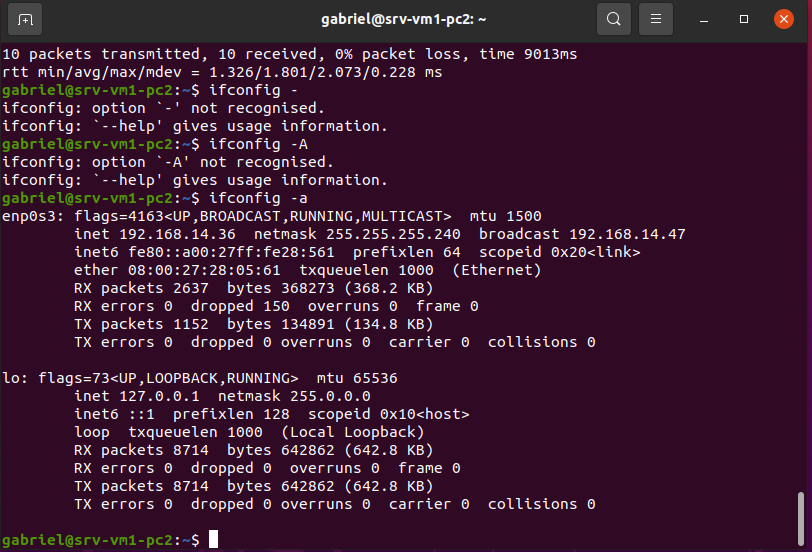 gabriel@srv-vm1-pc2: ~
10 packets transmitted, 10 received, 0% packet loss, time 9013ms
rtt min/avg/max/mdev = 1.326/1.801/2.073/0.228 ms
gabriel@srv-vm1-pc2:~$ ifconfig -
ifconfig: option `-' not recognised.
ifconfig: `--help' gives usage information.
gabriel@srv-vm1-pc2:~$ ifconfig -A
ifconfig: option `-A' not recognised.
ifconfig: `--help' gives usage information.
gabriel@srv-vm1-pc2:~$ ifconfig -a
enp0s3: flags=4163<UP,BROADCAST,RUNNING,MULTICAST>  mtu 1500
        inet 192.168.14.36  netmask 255.255.255.240  broadcast 192.168.14.47
        inet6 fe80::a00:27ff:fe28:561  prefixlen 64  scopeid 0x20<link>
        ether 08:00:27:28:05:61  txqueuelen 1000  (Ethernet)
        RX packets 2637  bytes 368273 (368.2 KB)
        RX errors 0  dropped 150  overruns 0  frame 0
        TX packets 1152  bytes 134891 (134.8 KB)
        TX errors 0  dropped 0 overruns 0  carrier 0  collisions 0

lo: flags=73<UP,LOOPBACK,RUNNING>  mtu 65536
        inet 127.0.0.1  netmask 255.0.0.0
        inet6 ::1  prefixlen 128  scopeid 0x10<host>
        loop  txqueuelen 1000  (Local Loopback)
        RX packets 8714  bytes 642862 (642.8 KB)
        RX errors 0  dropped 0  overruns 0  frame 0
        TX packets 8714  bytes 642862 (642.8 KB)
        TX errors 0  dropped 0 overruns 0  carrier 0  collisions 0

gabriel@srv-vm1-pc2:~$